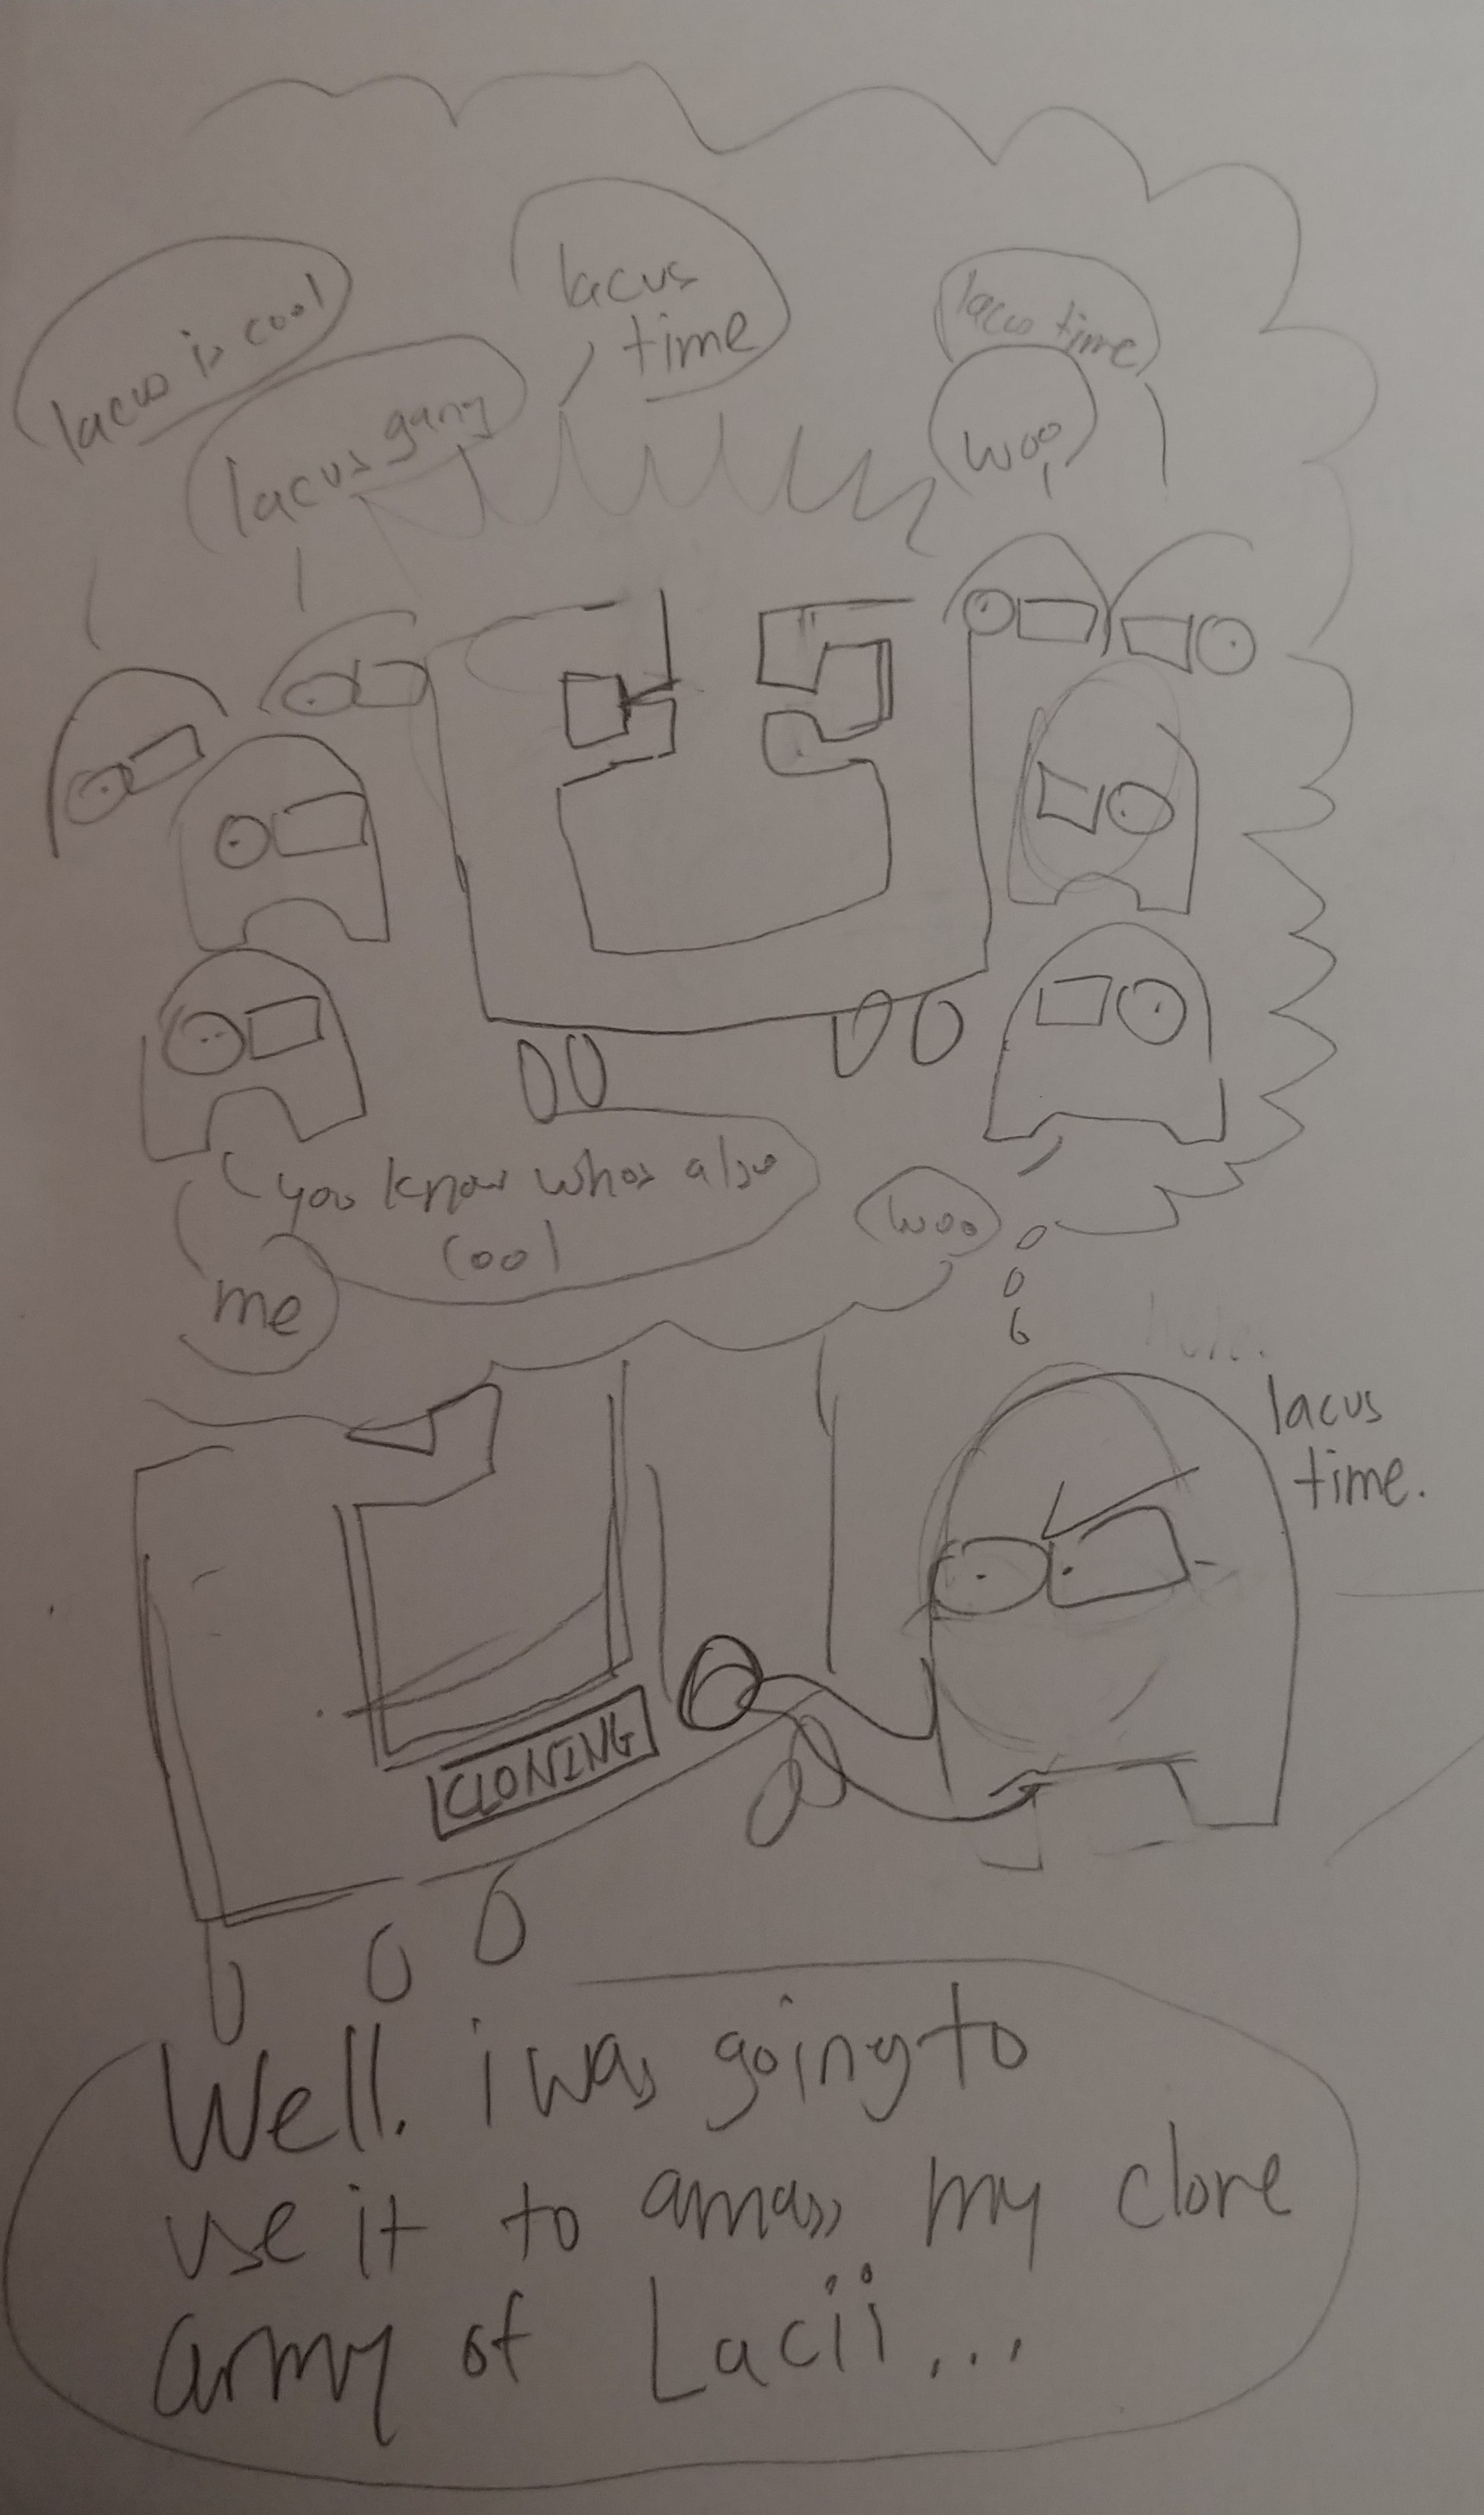 lacus is cool
lacus gang
lacus
time
lacus time
woo
you know whos also
cool
me
woo
lacus
time.
CLONING
Well. i was going to
use it to amass my clone
army of Lacii...